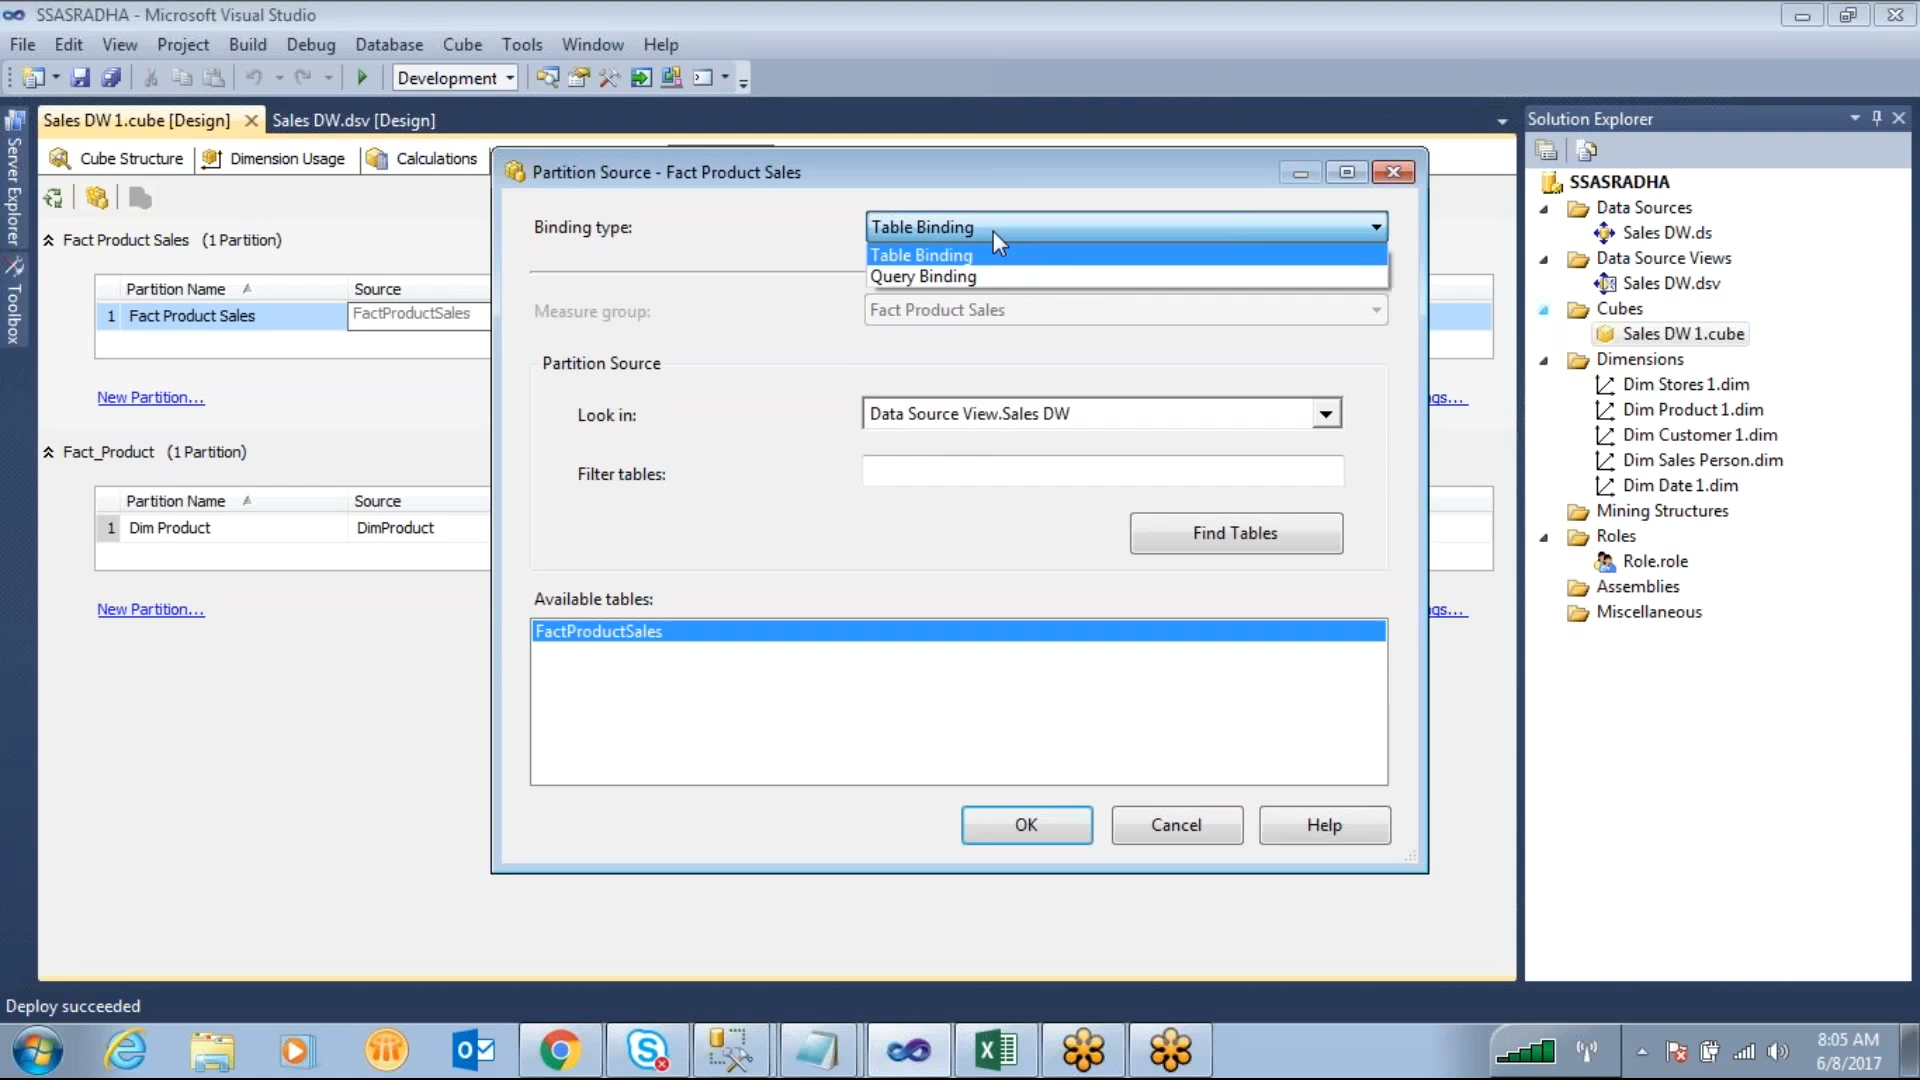 SSASRADHA - Microsoft Visual Studio
File Edit View Project Build Debug Database Cube Tools Window Help
Development
Sales DW 1.cube [Design] Sales DW.dsv [Design]
Cube Structure Dimension Usage Calculations
Server Explorer
Toolbox
Fact Product Sales (1 Partition)
Partition Name Source
1 Fact Product Sales FactProductSales
New Partition...
gs...
Fact_Product (1 Partition)
Partition Name Source
1 Dim Product DimProduct
New Partition...
gs...
Partition Source - Fact Product Sales
Binding type: Table Binding
Table Binding
Query Binding
Measure group: Fact Product Sales
Partition Source
Look in: Data Source View.Sales DW
Filter tables:
Find Tables
Available tables:
FactProductSales
OK Cancel Help
Solution Explorer
SSASRADHA
Data Sources
Sales DW.ds
Data Source Views
Sales DW.dsv
Cubes
Sales DW 1.cube
Dimensions
Dim Stores 1.dim
Dim Product 1.dim
Dim Customer 1.dim
Dim Sales Person.dim
Dim Date 1.dim
Mining Structures
Roles
Role.role
Assemblies
Miscellaneous
Deploy succeeded
8:05 AM
6/8/2017